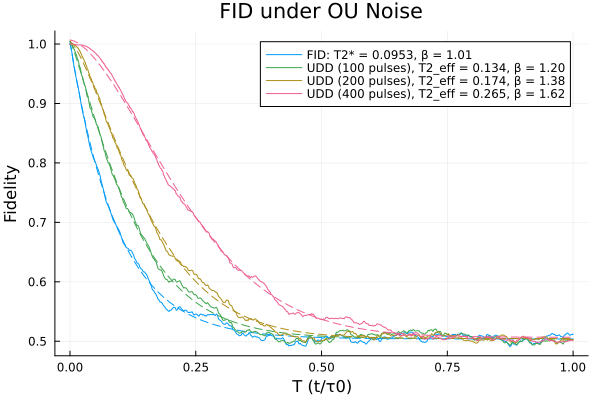 FID under OU Noise
FID: T2* = 0.0953, β = 1.01
UDD (100 pulses), T2_eff = 0.134, β = 1.20
UDD (200 pulses), T2_eff = 0.174, β = 1.38
UDD (400 pulses), T2_eff = 0.265, β = 1.62
Fidelity
1.0
0.9
0.8
0.7
0.6
0.5
0.00 0.25 0.50 0.75 1.00
T (t/τ0)